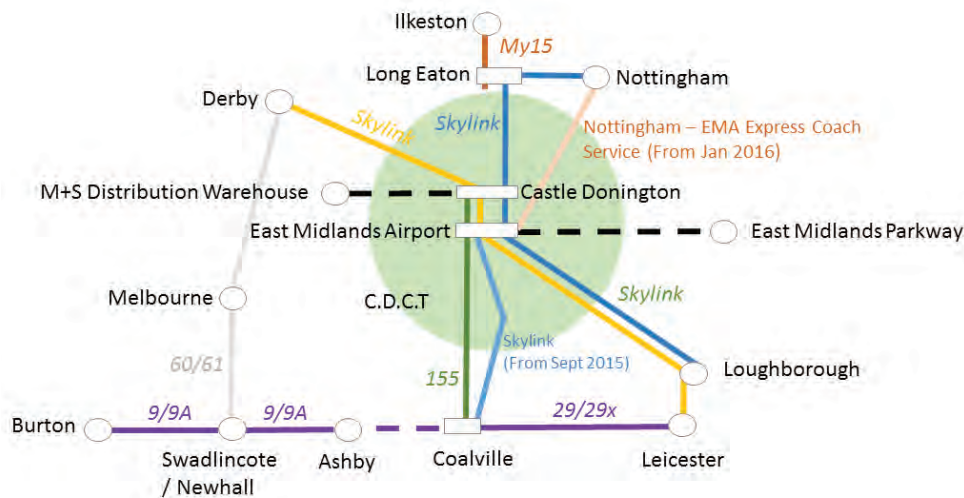 Ilkeston
My15
Long Eaton
Nottingham
Derby
Skylink
Skylink
Nottingham – EMA Express Coach
Service (From Jan 2016)
M+S Distribution Warehouse
Castle Donington
East Midlands Airport
East Midlands Parkway
Melbourne
C.D.C.T
Skylink
Skylink
(From Sept 2015)
60/61
155
Loughborough
9/9A
9/9A
29/29x
Burton
Swadlincote
/ Newhall
Ashby
Coalville
Leicester